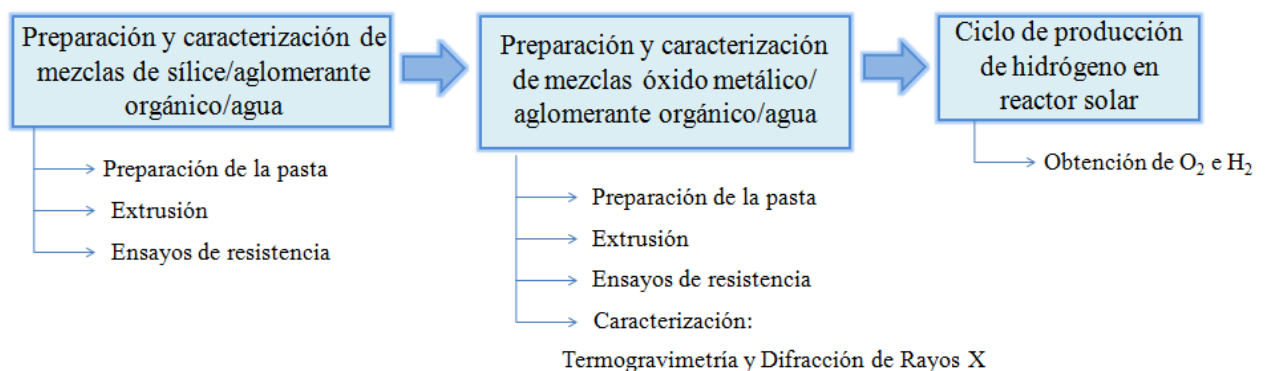 Preparación y caracterización de
mezclas de sílice/aglomerante
orgánico/agua
Preparación de la pasta
Extrusión
Ensayos de resistencia
Preparación y caracterización
de mezclas óxido metálico/
aglomerante orgánico/agua
Preparación de la pasta
Extrusión
Ensayos de resistencia
Caracterización:
Termogravimetría y Difracción de Rayos X
Ciclo de producción
de hidrógeno en
reactor solar
Obtención de O₂ e H₂